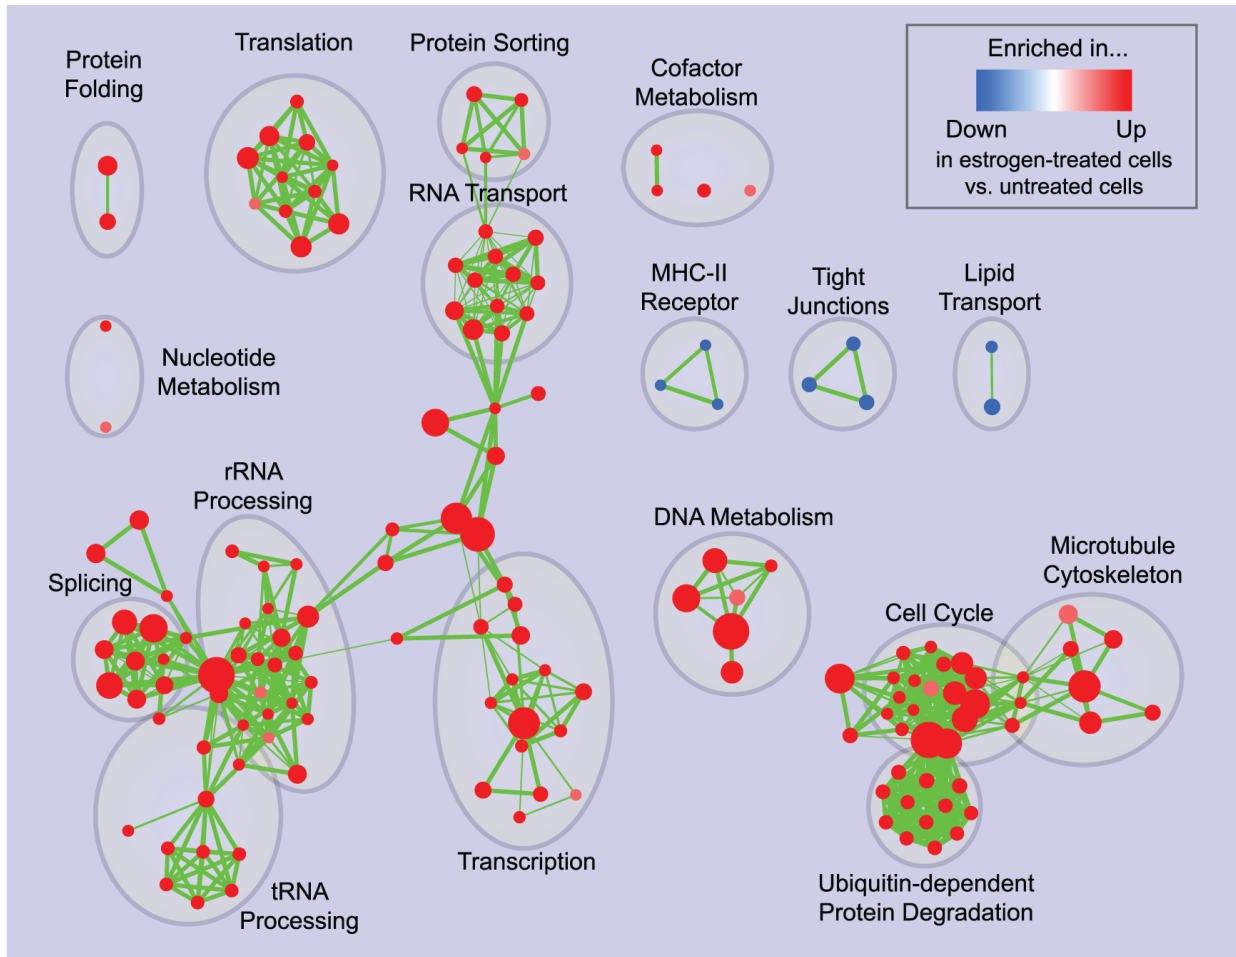 Protein
Folding
Translation
Protein Sorting
Cofactor
Metabolism
Enriched in...
Down
Up
in estrogen-treated cells
vs. untreated cells
RNA Transport
MHC-II
Receptor
Tight
Junctions
Lipid
Transport
Nucleotide
Metabolism
rRNA
Processing
Splicing
DNA Metabolism
Microtubule
Cytoskeleton
Cell Cycle
Transcription
tRNA
Processing
Ubiquitin-dependent
Protein Degradation